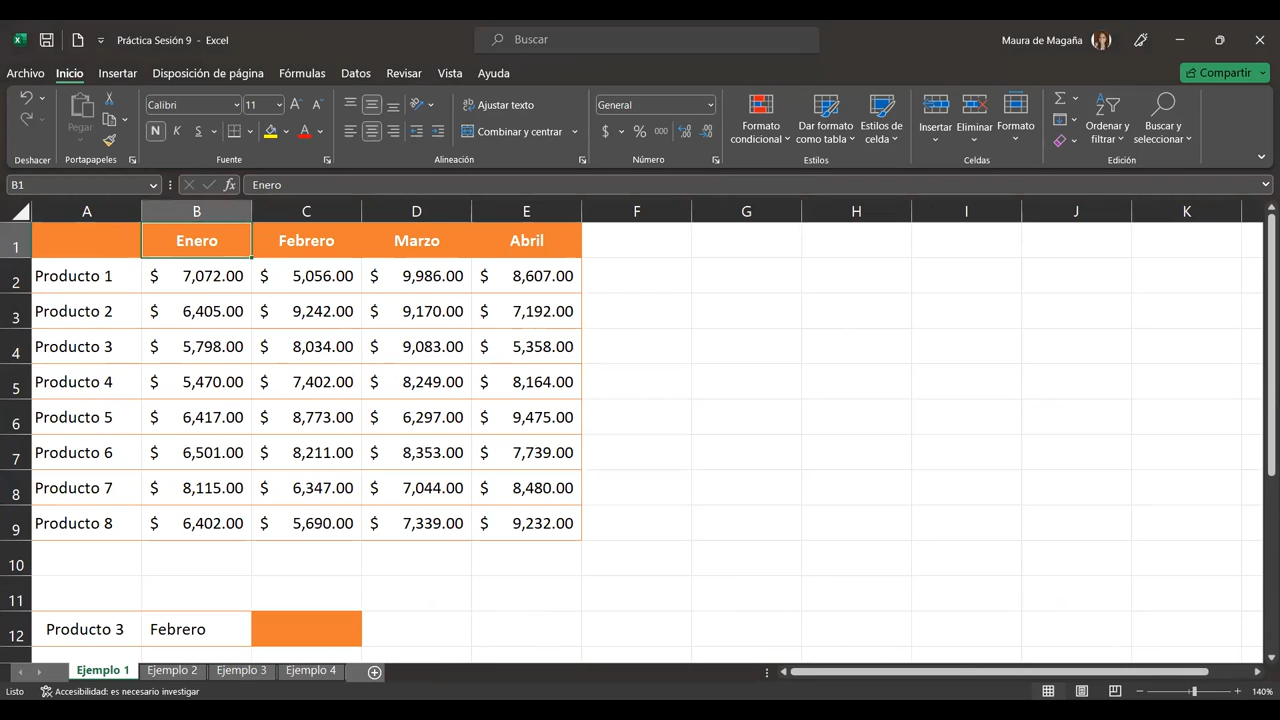 Práctica Sesión 9 - Excel
Buscar
Maura de Magaña
Archivo Inicio Insertar Disposición de página Fórmulas Datos Revisar Vista Ayuda
Compartir
Deshacer
Pegar
Portapapeles
Calibri 11
N K S
Fuente
Ajustar texto
Combinar y centrar
Alineación
General
$ % 000
Número
Formato condicional
Dar formato como tabla
Estilos de celda
Estilos
Insertar
Eliminar
Formato
Celdas
Ordenar y filtrar
Buscar y seleccionar
Edición
B1 fx Enero
A B C D E F G H I J K
1 Enero Febrero Marzo Abril
2 Producto 1 $ 7,072.00 $ 5,056.00 $ 9,986.00 $ 8,607.00
3 Producto 2 $ 6,405.00 $ 9,242.00 $ 9,170.00 $ 7,192.00
4 Producto 3 $ 5,798.00 $ 8,034.00 $ 9,083.00 $ 5,358.00
5 Producto 4 $ 5,470.00 $ 7,402.00 $ 8,249.00 $ 8,164.00
6 Producto 5 $ 6,417.00 $ 8,773.00 $ 6,297.00 $ 9,475.00
7 Producto 6 $ 6,501.00 $ 8,211.00 $ 8,353.00 $ 7,739.00
8 Producto 7 $ 8,115.00 $ 6,347.00 $ 7,044.00 $ 8,480.00
9 Producto 8 $ 6,402.00 $ 5,690.00 $ 7,339.00 $ 9,232.00
10
11
12 Producto 3 Febrero
Ejemplo 1 Ejemplo 2 Ejemplo 3 Ejemplo 4
Listo Accesibilidad: es necesario investigar 140%